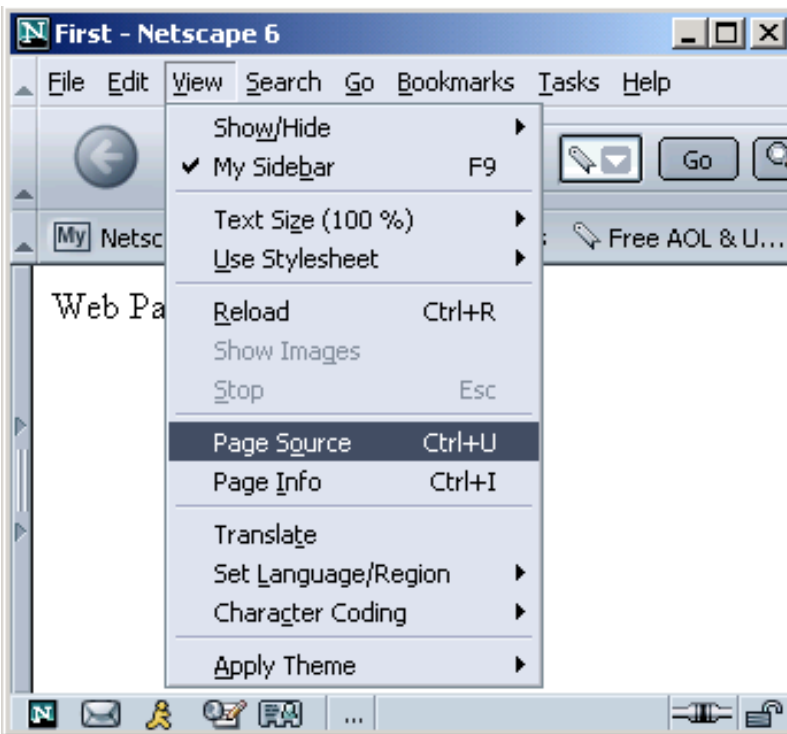 First - Netscape 6
File Edit View Search Go Bookmarks Tasks Help
Show/Hide
My Sidebar F9
Go
Text Size (100 %)
My Netsc
Free AOL & U...
Use Stylesheet
Web Pa
Reload Ctrl+R
Show Images
Stop Esc
Page Source Ctrl+U
Page Info Ctrl+I
Translate
Set Language/Region
Character Coding
Apply Theme
...